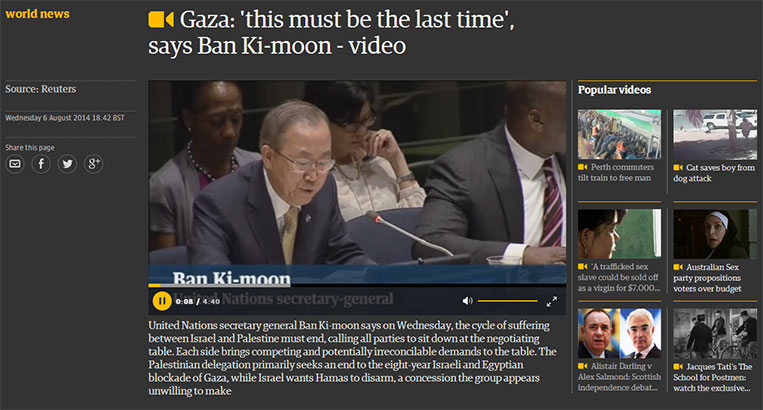 world news
Gaza: 'this must be the last time',
says Ban Ki-moon - video
Source: Reuters
Wednesday 6 August 2014 18.42 BST
Share this page
Ban Ki-moon
United Nations secretary-general
0:08 / 4:40
United Nations secretary general Ban Ki-moon says on Wednesday, the cycle of suffering
between Israel and Palestine must end, calling all parties to sit down at the negotiating
table. Each side brings competing and potentially irreconcilable demands to the table. The
Palestinian delegation primarily seeks an end to the eight-year Israeli and Egyptian
blockade of Gaza, while Israel wants Hamas to disarm, a concession the group appears
unwilling to make
Popular videos
Perth commuters
tilt train to free man
Cat saves boy from
dog attack
'A trafficked sex
slave could be sold off
as a virgin for $7,000...
Australian Sex
party propositions
voters over budget
Alistair Darling v
Alex Salmond: Scottish
independence debat...
Jacques Tati's The
School for Postmen:
watch the exclusive...